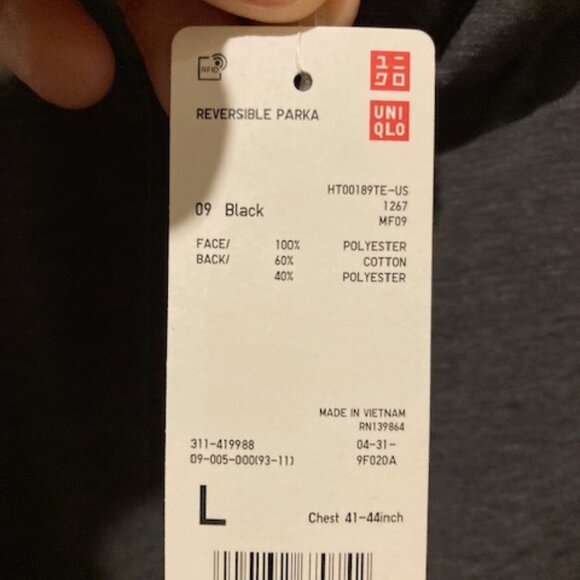 RFID
ユニ
クロ
REVERSIBLE PARKA
UNI
QLO
HT00189TE-US
09 Black
1267
MF09
FACE/ 100% POLYESTER
BACK/ 60% COTTON
40% POLYESTER
MADE IN VIETNAM
RN139864
311-419988 04-31-
09-005-000(93-11) 9F020A
L Chest 41-44inch